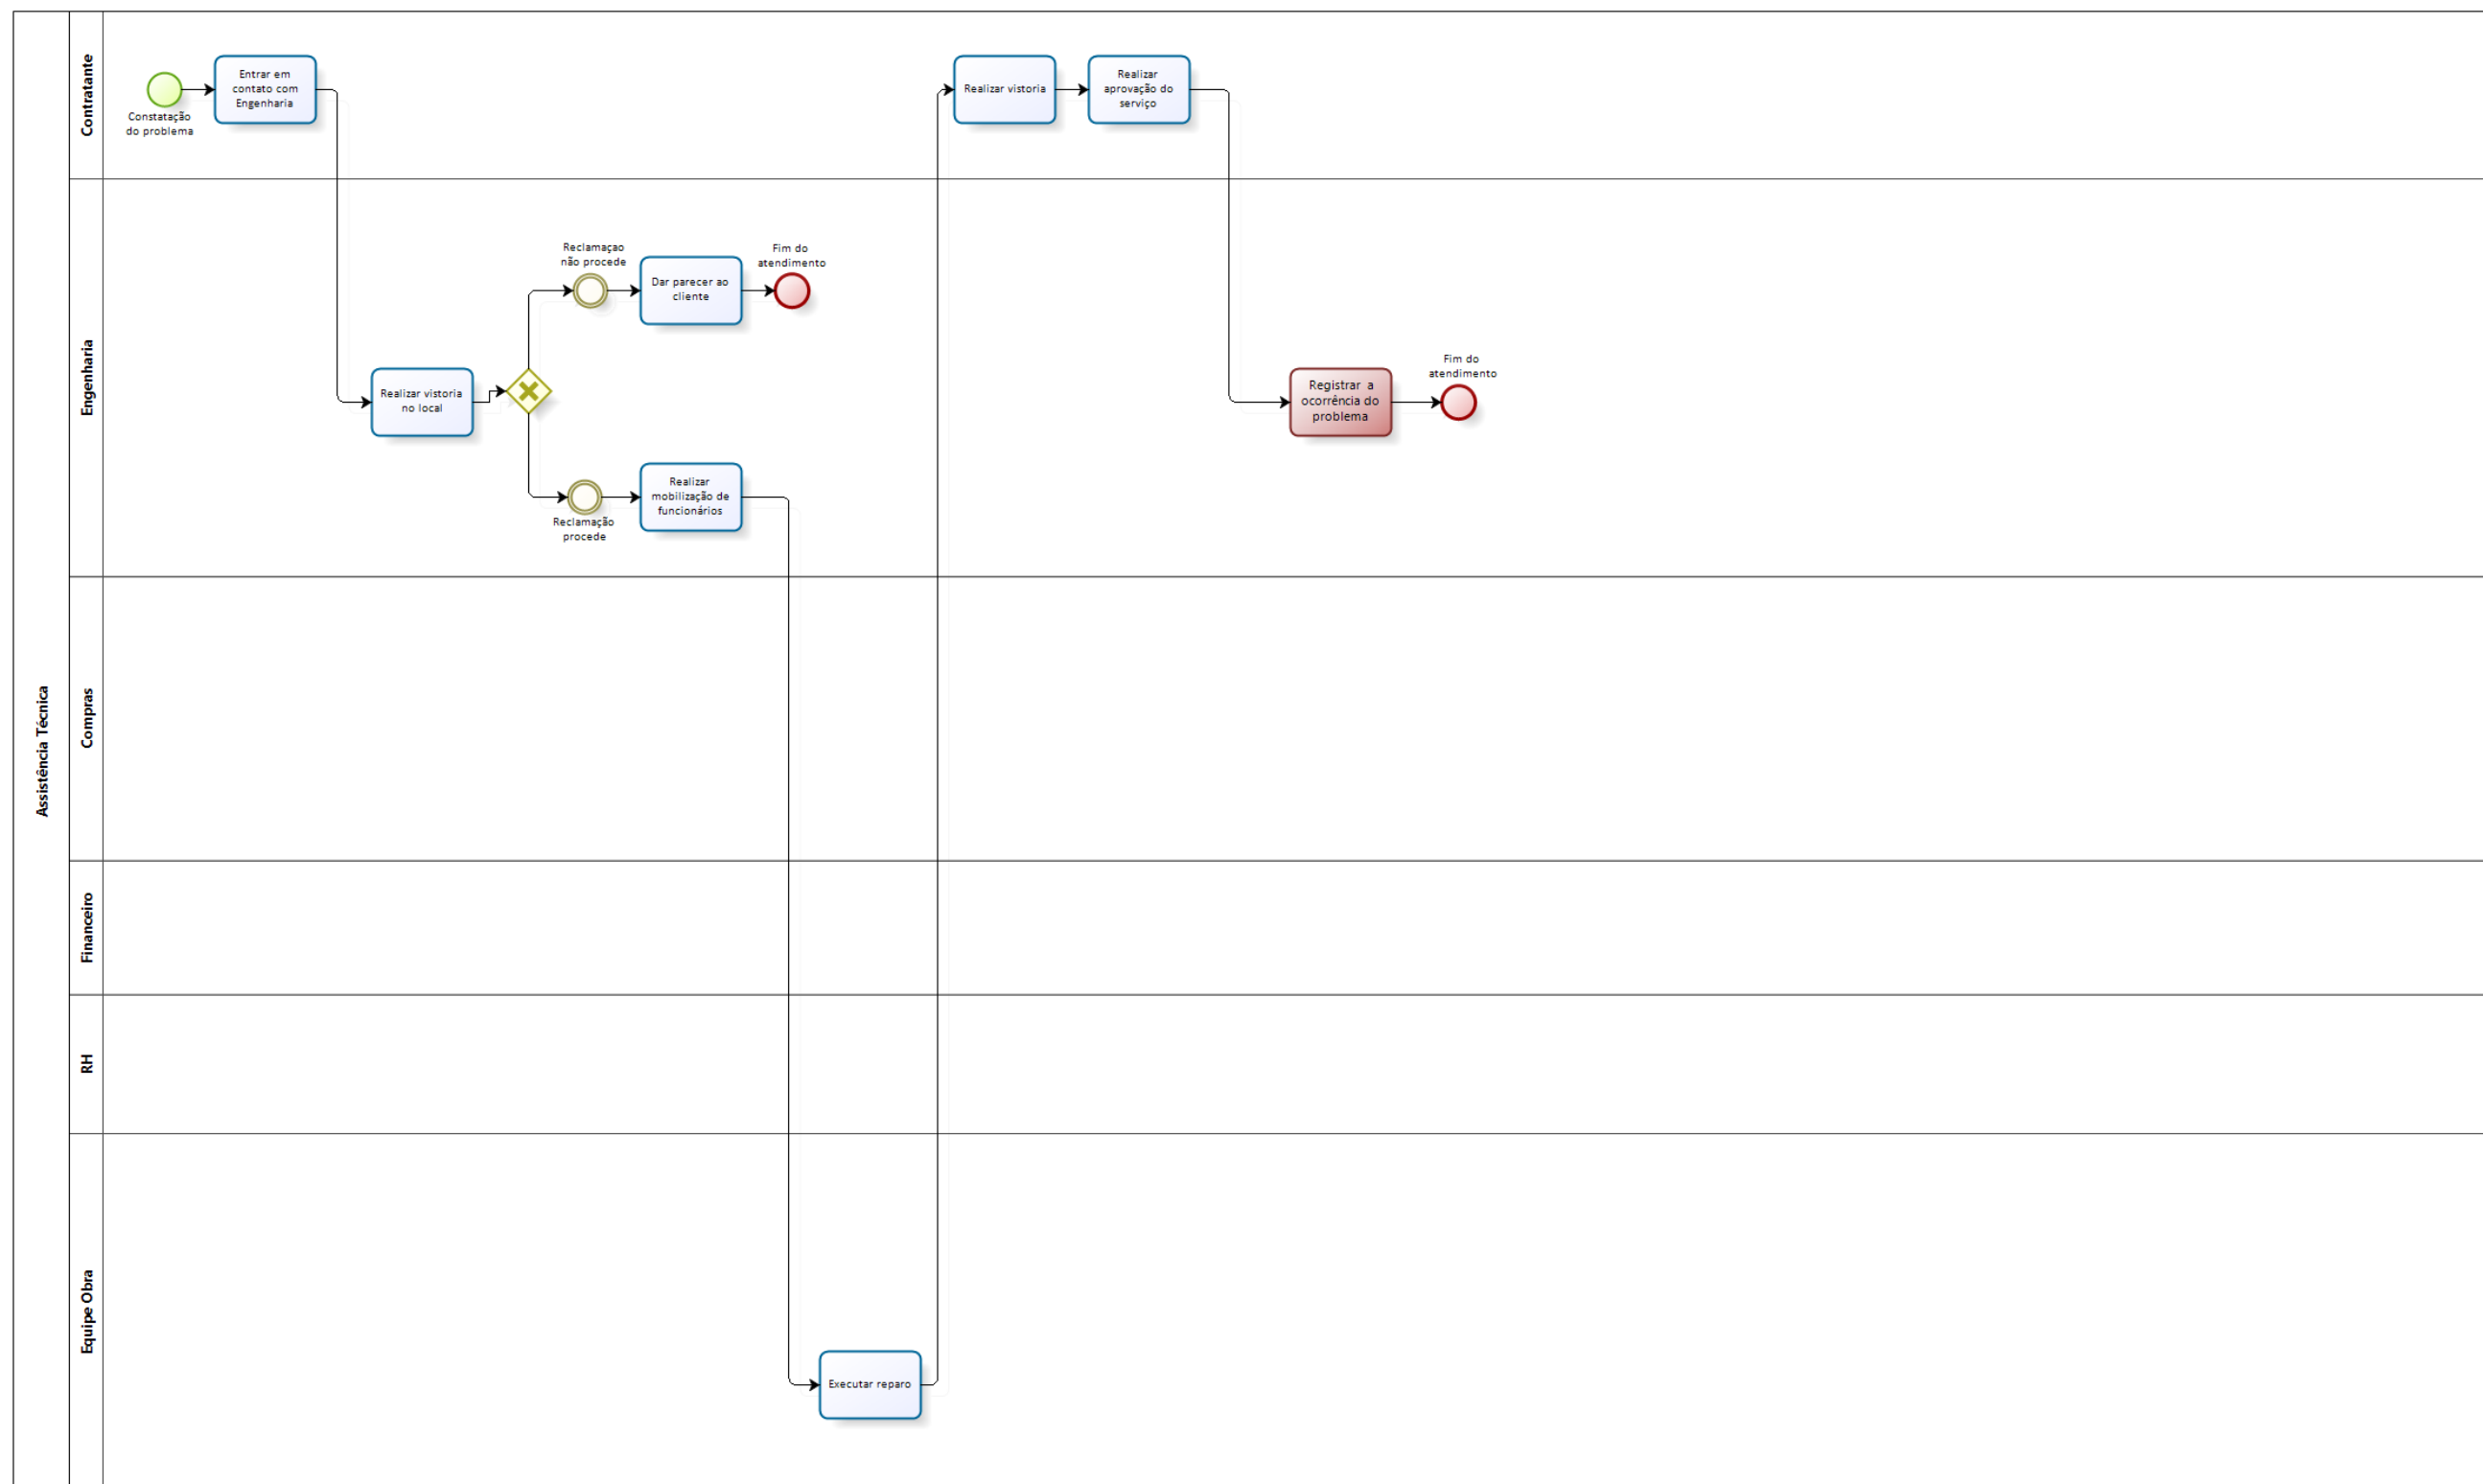 Assistência Técnica
Contratante
Constatação
do problema
Entrar em
contato com
Engenharia
Realizar vistoria
Realizar
aprovação do
serviço
Engenharia
Realizar vistoria
no local
Reclamaçao
não procede
Dar parecer ao
cliente
Fim do
atendimento
Reclamação
procede
Realizar
mobilização de
funcionários
Registrar a
ocorrência do
problema
Fim do
atendimento
Compras
Financeiro
RH
Equipe Obra
Executar reparo